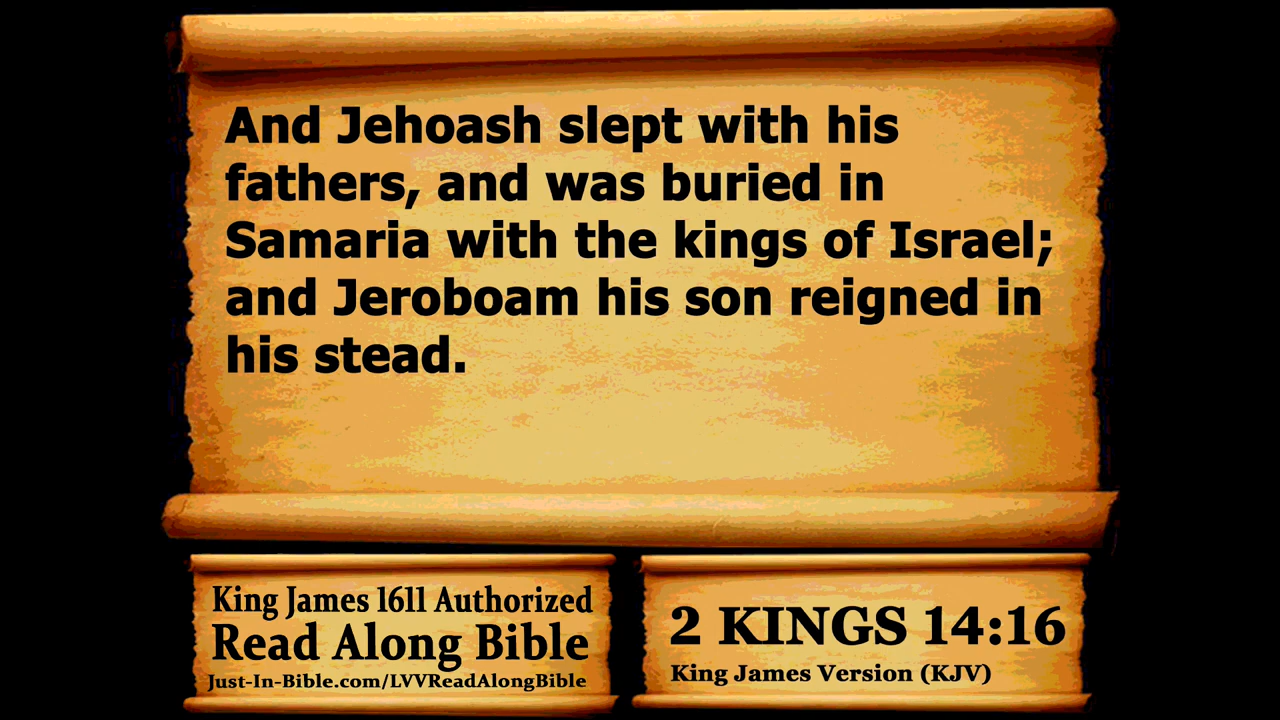 And Jehoash slept with his
fathers, and was buried in
Samaria with the kings of Israel;
and Jeroboam his son reigned in
his stead.
King James 1611 Authorized
Read Along Bible
Just-In-Bible.com/LVVReadAlongBible
2 KINGS 14:16
King James Version (KJV)